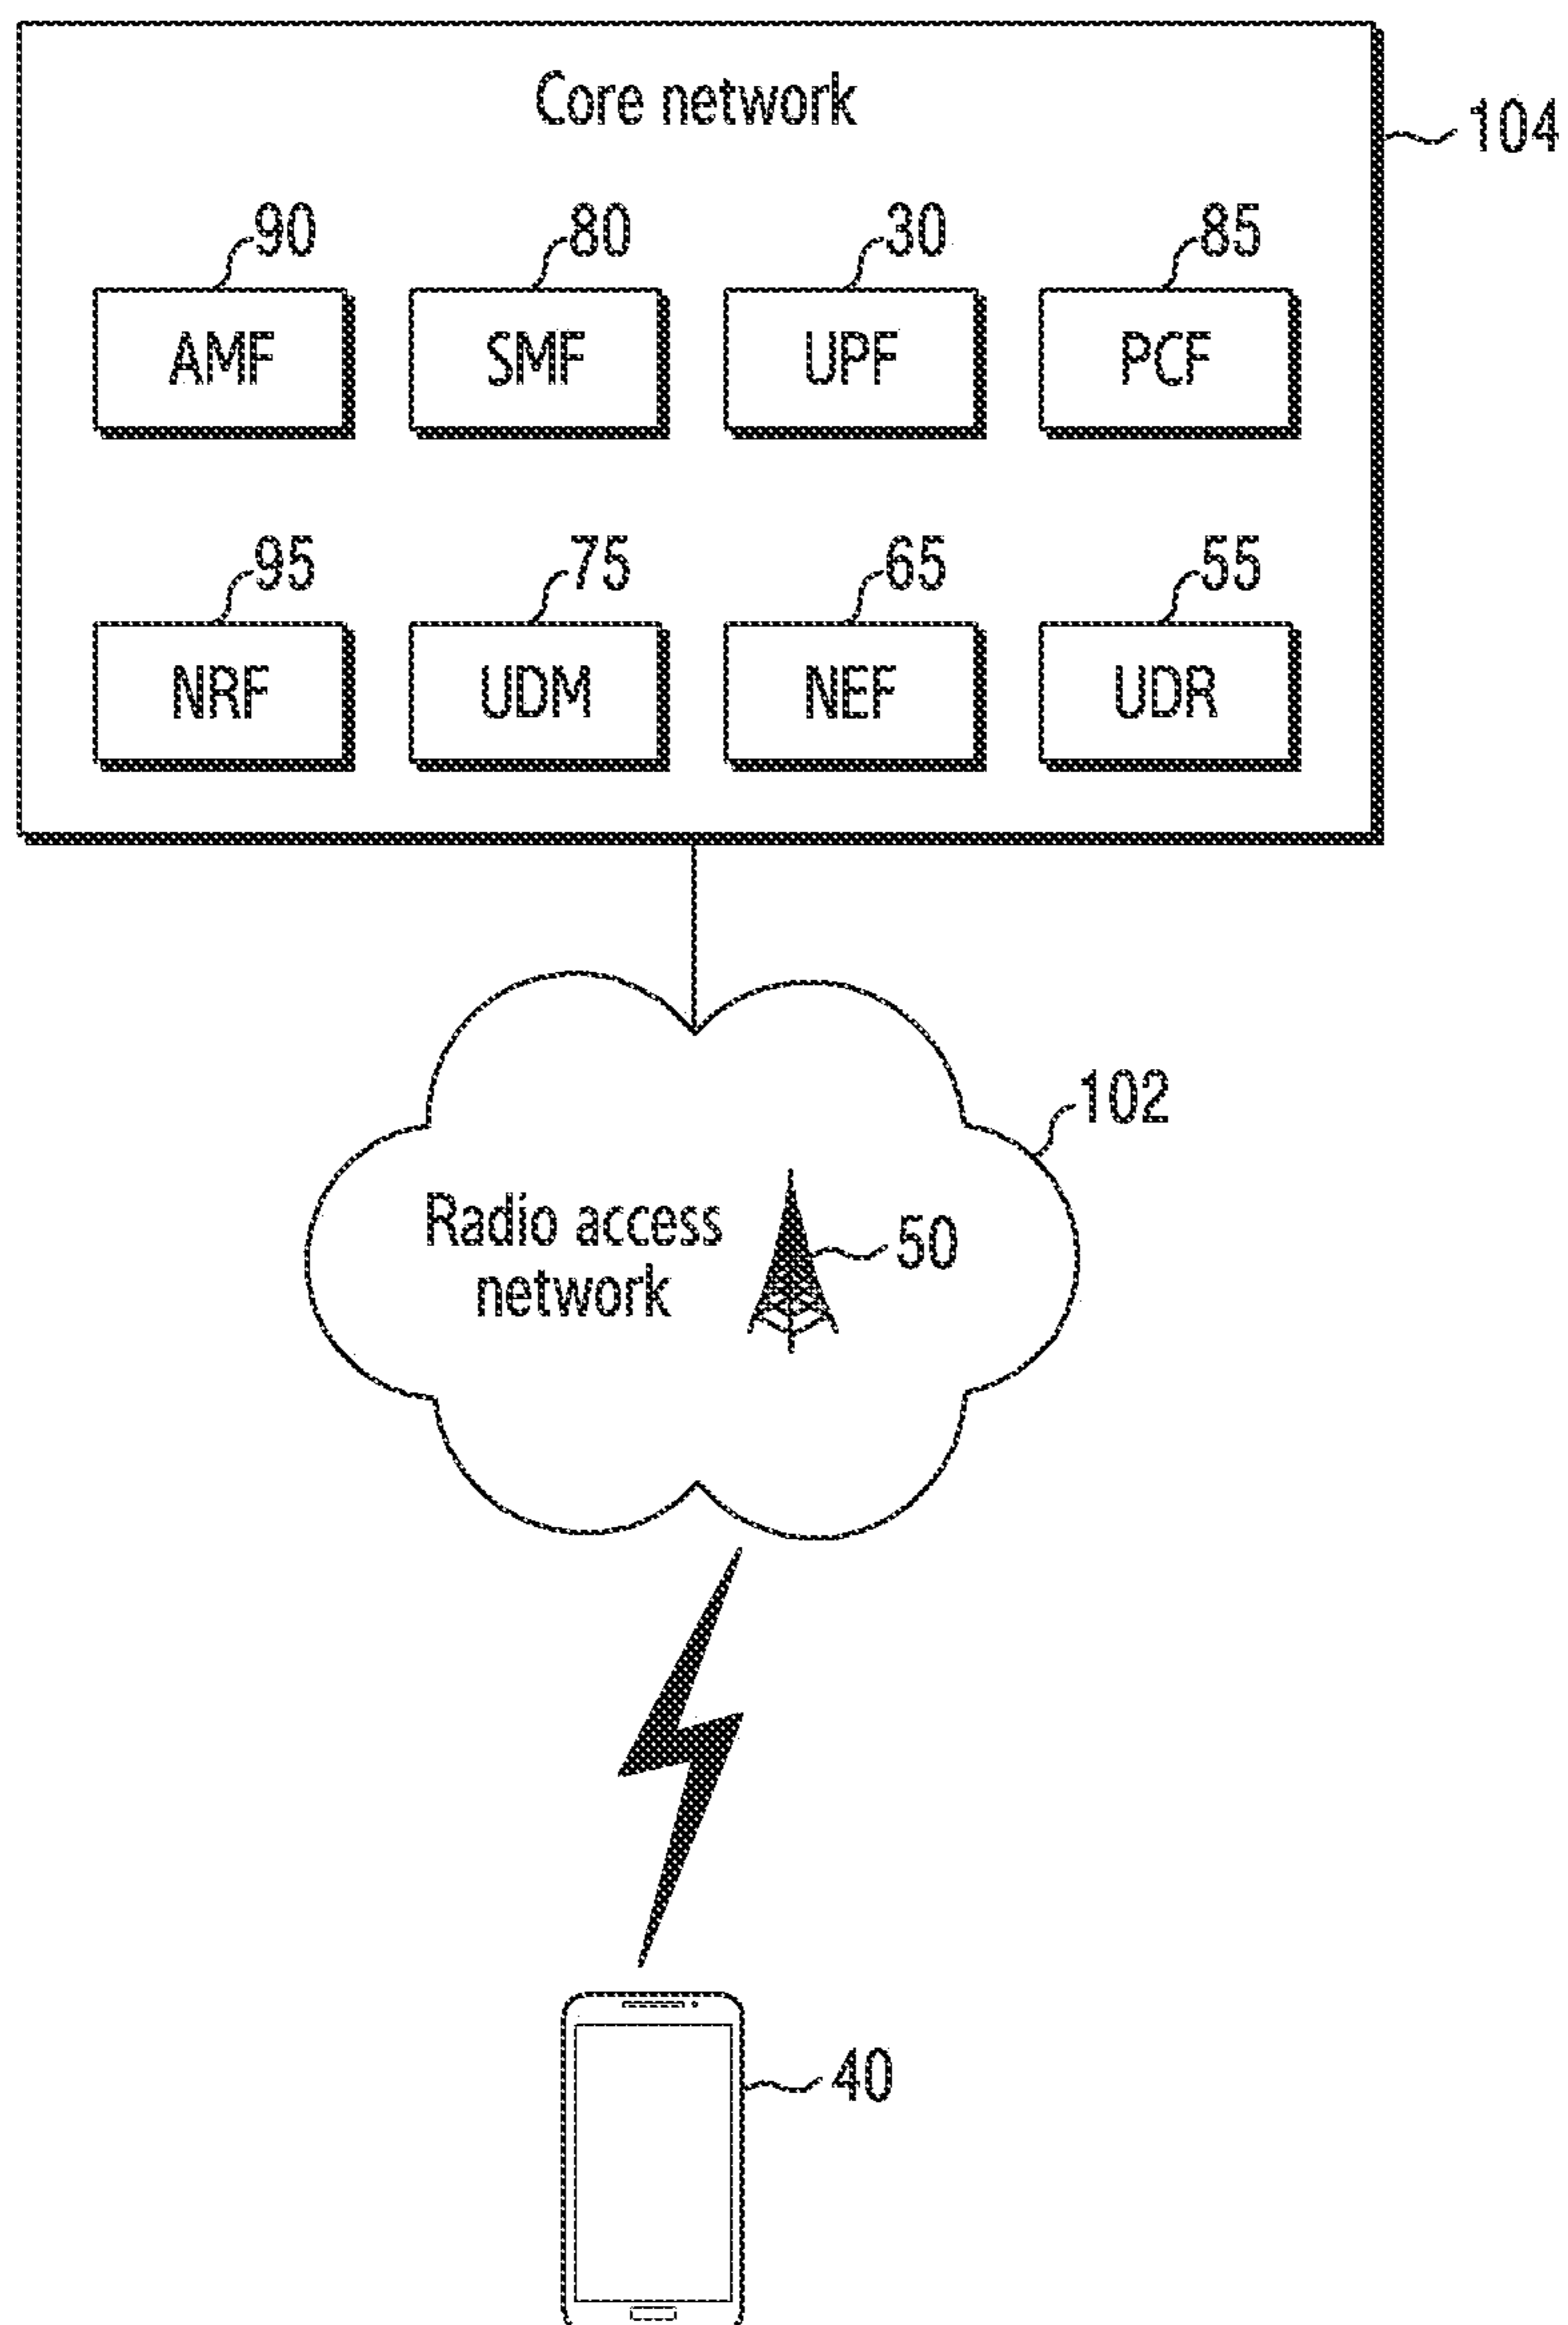 Core network
104
90
80
30
85
AMF
SMF
UPF
PCF
95
75
65
55
NRF
UDM
NEF
UDR
102
Radio access
network
50
40